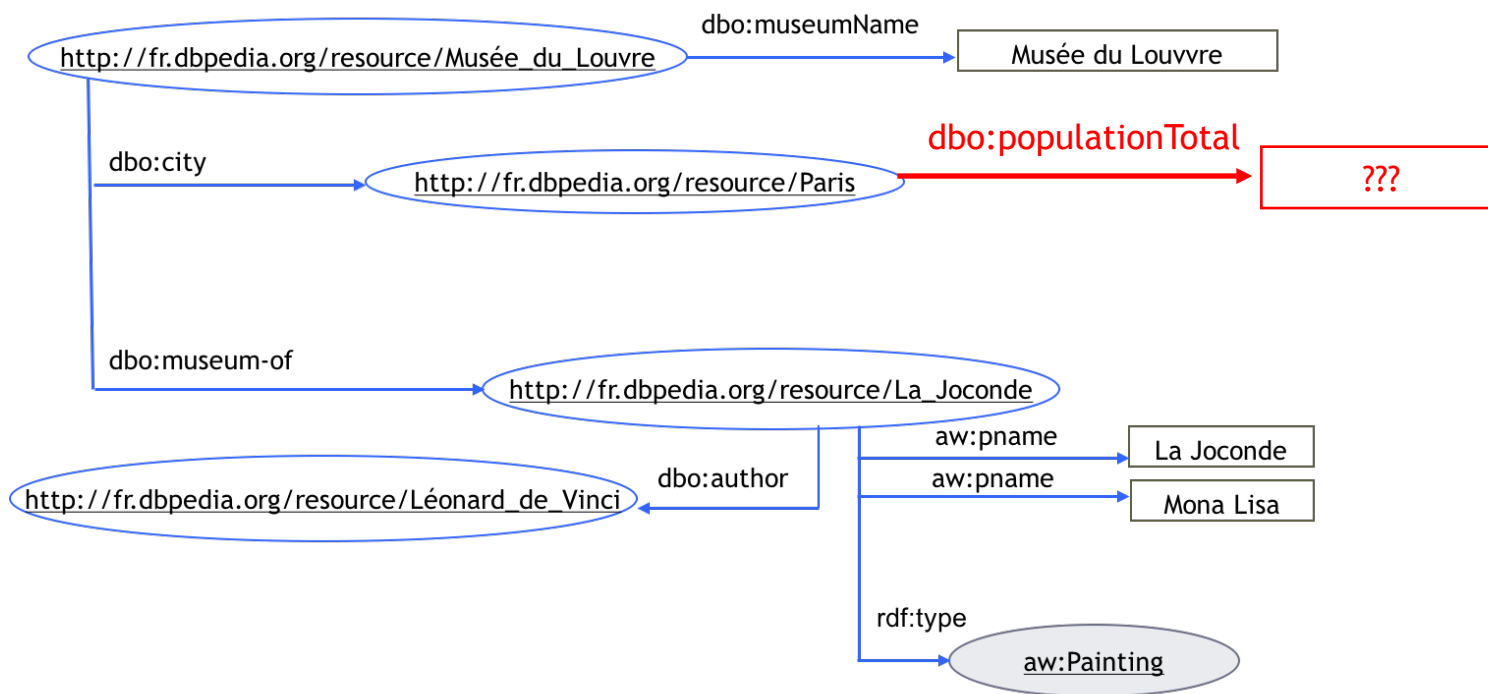 dbo:museumName
http://fr.dbpedia.org/resource/Musée_du_Louvre
Musée du Louvvre
dbo:populationTotal
dbo:city
http://fr.dbpedia.org/resource/Paris
???
dbo:museum-of
http://fr.dbpedia.org/resource/La_Joconde
aw:pname
La Joconde
dbo:author
aw:pname
http://fr.dbpedia.org/resource/Léonard_de_Vinci
Mona Lisa
rdf:type
aw:Painting